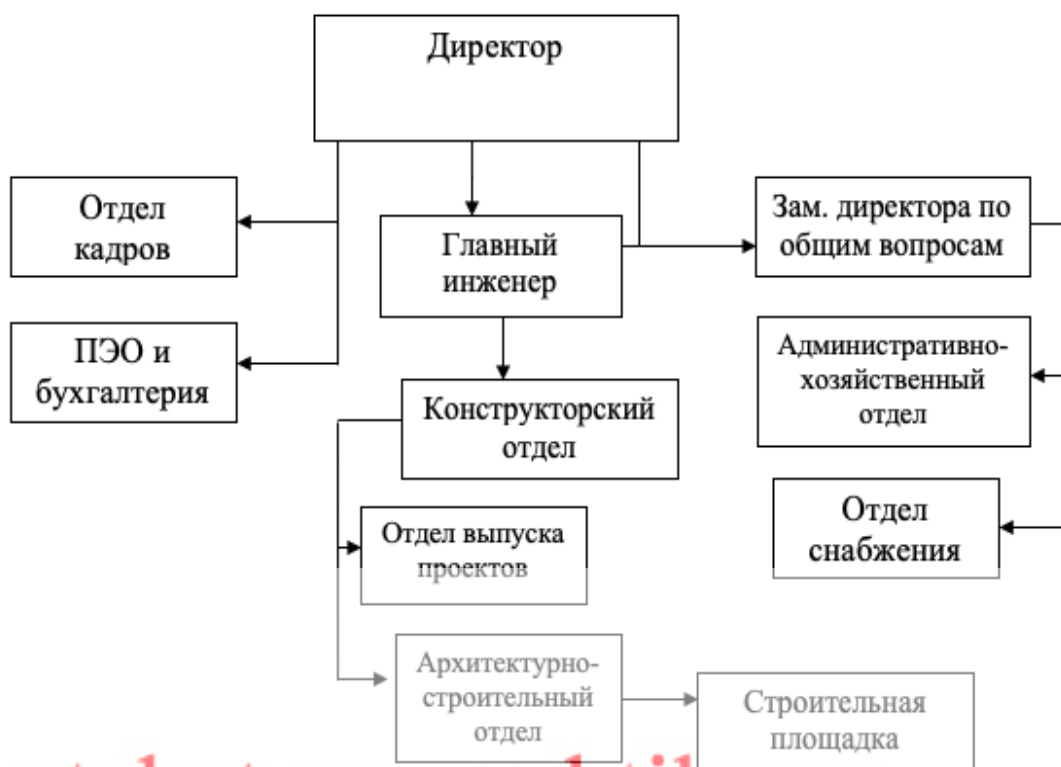 Директор
Отдел
кадров
Главный
инженер
Зам. директора по
общим вопросам
ПЭО и
бухгалтерия
Административно-
хозяйственный
отдел
Конструкторский
отдел
Отдел выпуска
проектов
Отдел
снабжения
Архитектурно-
строительный
отдел
Строительная
площадка